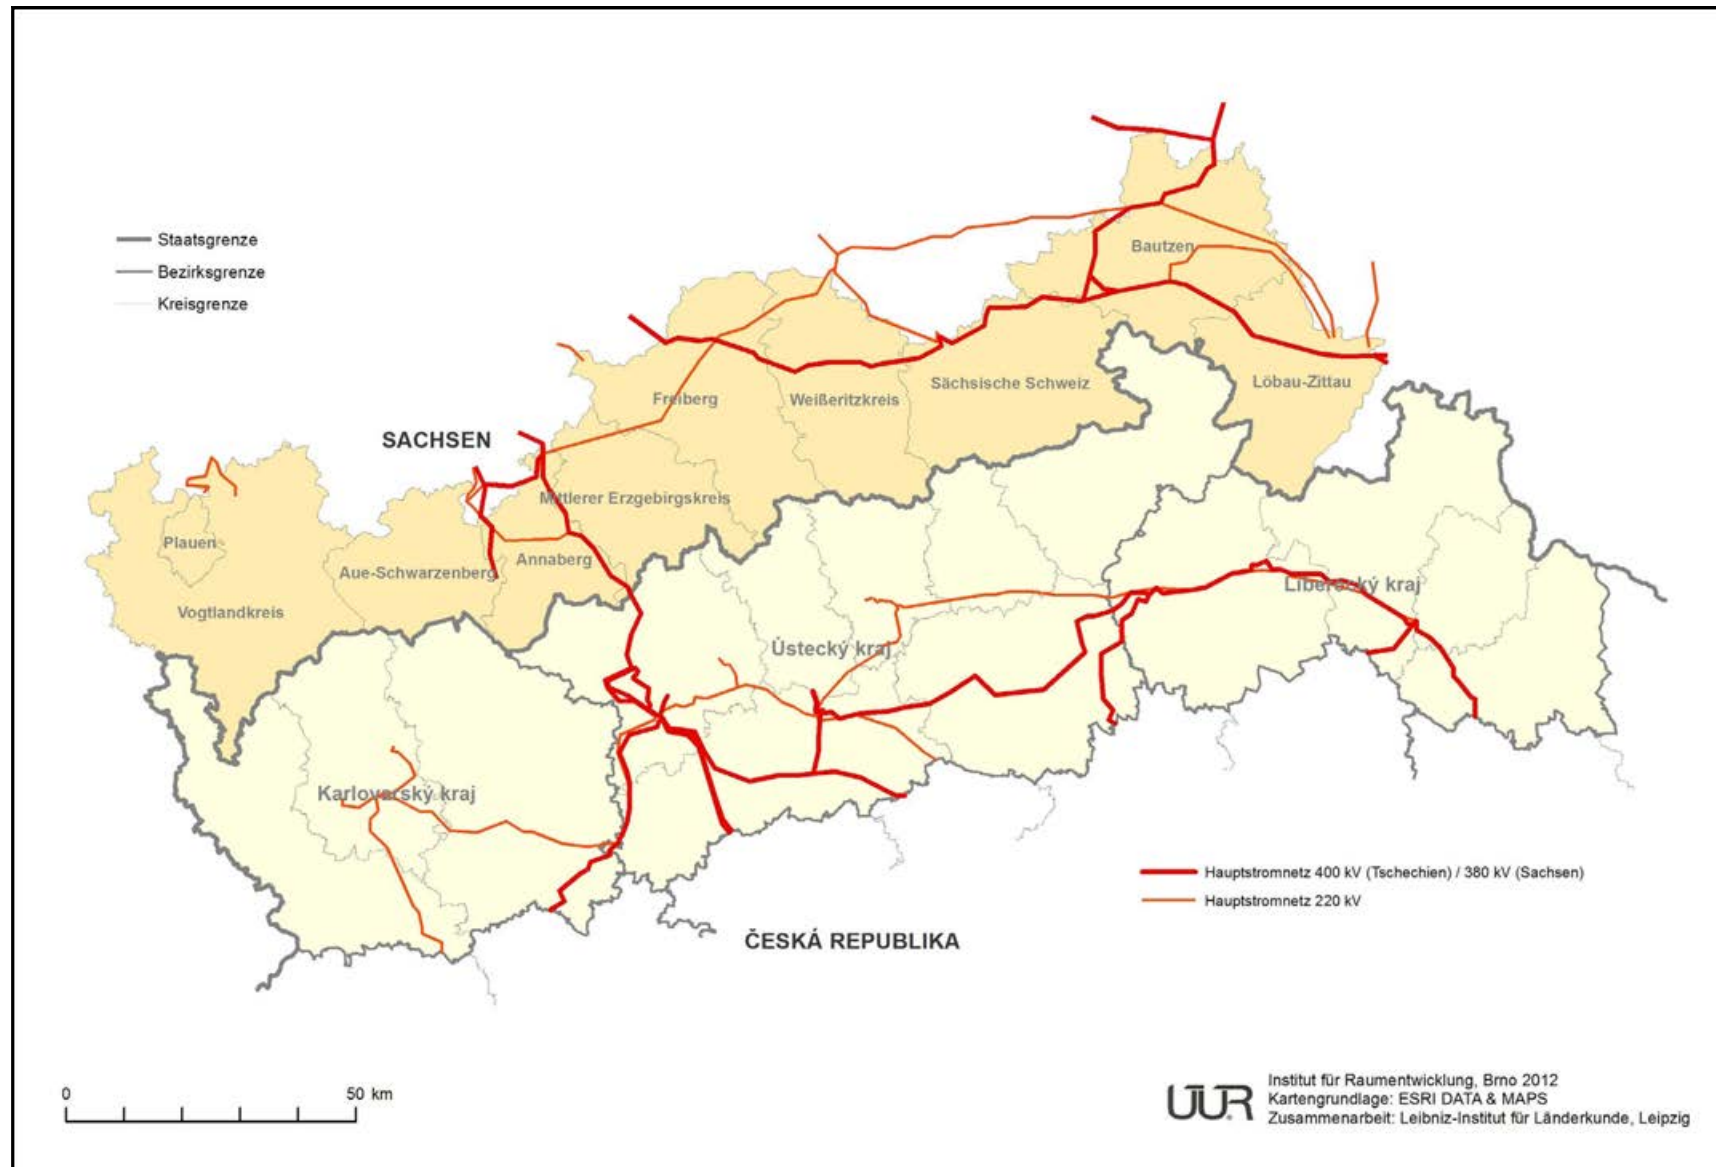 Staatsgrenze
Bezirksgrenze
Kreisgrenze
Bautzen
Sächsische Schweiz
Löbau-Zittau
Freiberg
Weißeritzkreis
SACHSEN
Mittlerer Erzgebirgskreis
Plauen
Annaberg
Aue-Schwarzenberg
Vogtlandkreis
Liberecký kraj
Ústecký kraj
Karlovarský kraj
Hauptstromnetz 400 kV (Tschechien) / 380 kV (Sachsen)
Hauptstromnetz 220 kV
ČESKÁ REPUBLIKA
0 50 km
ÚÚR
Institut für Raumentwicklung, Brno 2012
Kartengrundlage: ESRI DATA & MAPS
Zusammenarbeit: Leibniz-Institut für Länderkunde, Leipzig